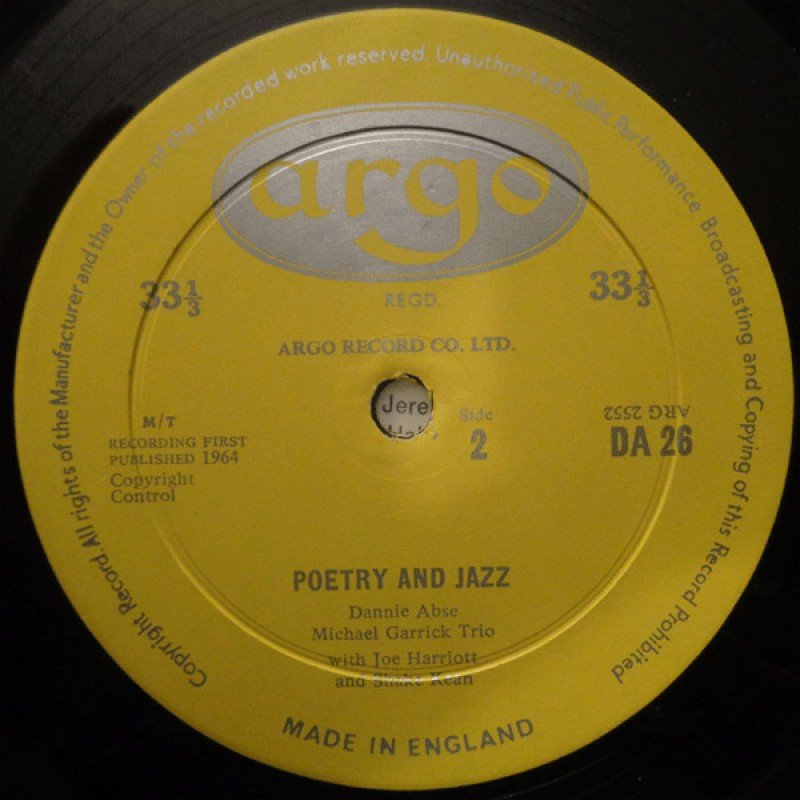 Copyright Record. All rights of the Manufacturer and the Owner of the recorded work reserved. Unauthorised Public Performance Broadcasting and Copying of this Record Prohibited
argo
33⅓
33⅓
REGD.
ARGO RECORD CO. LTD.
Jere
M/T
RECORDING FIRST
PUBLISHED 1964
Copyright
Control
Side
2
ARG 2552
DA 26
POETRY AND JAZZ
Dannie Abse
Michael Garrick Trio
with Joe Harriott
and Shake Kean
MADE IN ENGLAND